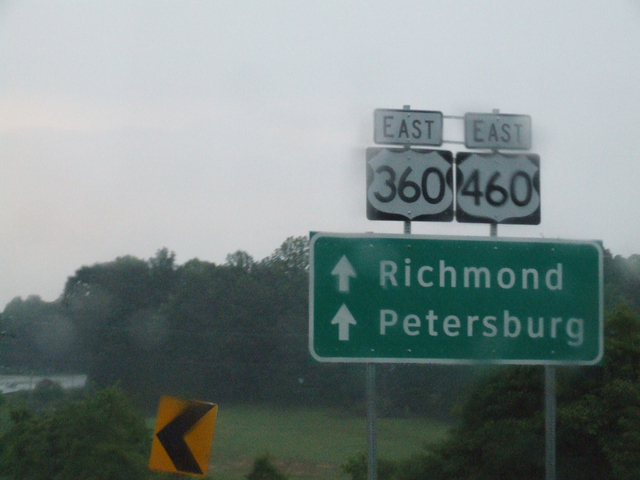 EAST EAST
360 460
Richmond
Petersburg